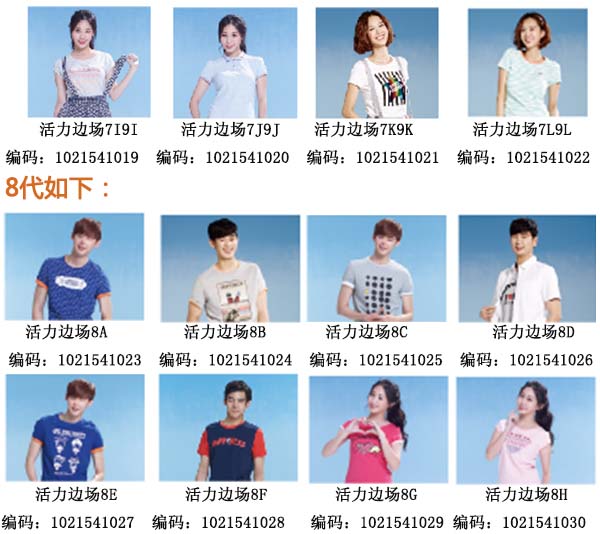 活力边场7I9I 活力边场7J9J 活力边场7K9K 活力边场7L9L
编码：1021541019 编码：1021541020 编码：1021541021 编码：1021541022
8代如下：
活力边场8A 活力边场8B 活力边场8C 活力边场8D
编码：1021541023 编码：1021541024 编码：1021541025 编码：1021541026
活力边场8E 活力边场8F 活力边场8G 活力边场8H
编码：1021541027 编码：1021541028 编码：1021541029 编码：1021541030